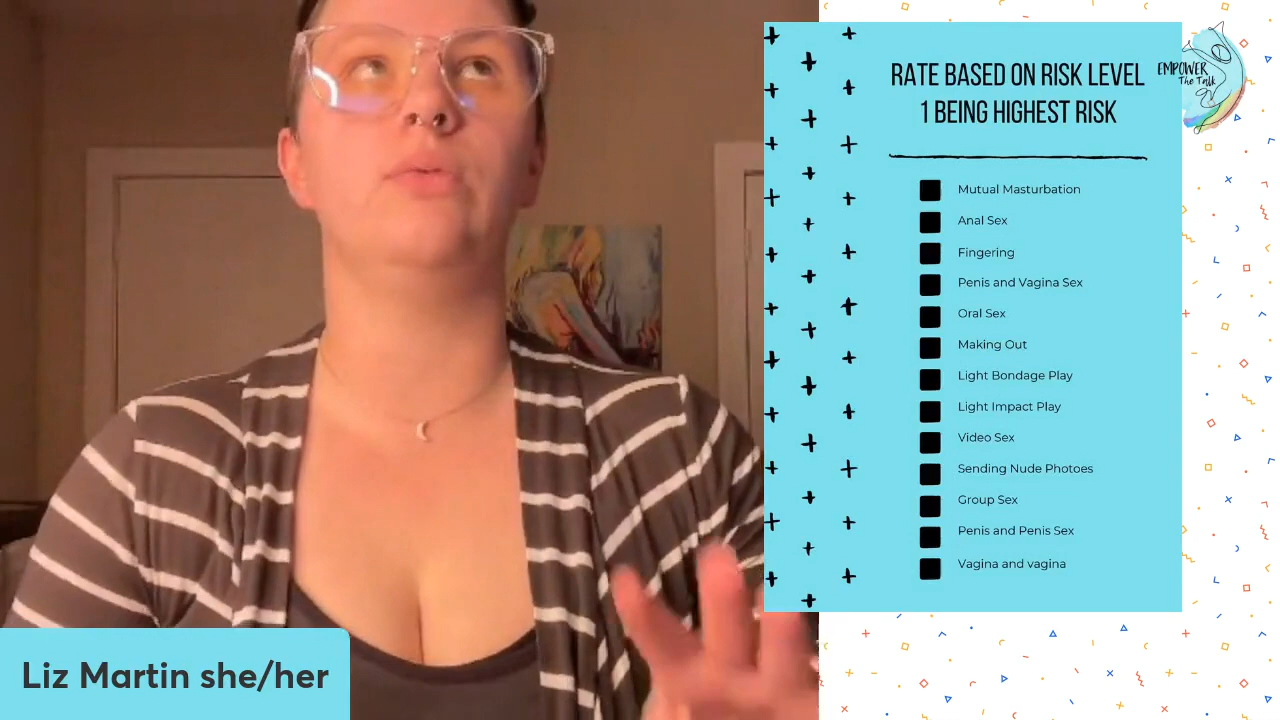 RATE BASED ON RISK LEVEL
1 BEING HIGHEST RISK
EMPOWER
The Talk
Mutual Masturbation
Anal Sex
Fingering
Penis and Vagina Sex
Oral Sex
Making Out
Light Bondage Play
Light Impact Play
Video Sex
Sending Nude Photoes
Group Sex
Penis and Penis Sex
Vagina and vagina
Liz Martin she/her